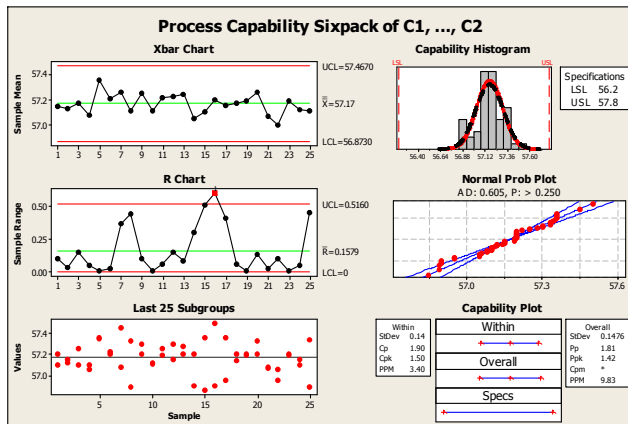 Process Capability Sixpack of C1, ..., C2
Xbar Chart
Sample Mean
57.4
57.2
57.0
UCL=57.4670
X=57.17
LCL=56.8730
1 3 5 7 9 11 13 15 17 19 21 23 25
Capability Histogram
LSL
USL
56.40 56.64 56.88 57.12 57.36 57.60
Specifications
LSL 56.2
USL 57.8
R Chart
Sample Range
0.50
0.25
0.00
UCL=0.5160
R=0.1579
LCL=0
1 3 5 7 9 11 13 15 17 19 21 23 25
Normal Prob Plot
AD: 0.605, P: > 0.250
57.0 57.3 57.6
Last 25 Subgroups
Values
57.4
57.2
57.0
5 10 15 20 25
Sample
Capability Plot
Within
StDev 0.14
Cp 1.90
Cpk 1.50
PPM 3.40
Within
Overall
Specs
Overall
StDev 0.1476
Pp 1.81
Ppk 1.42
Cpm *
PPM 9.83